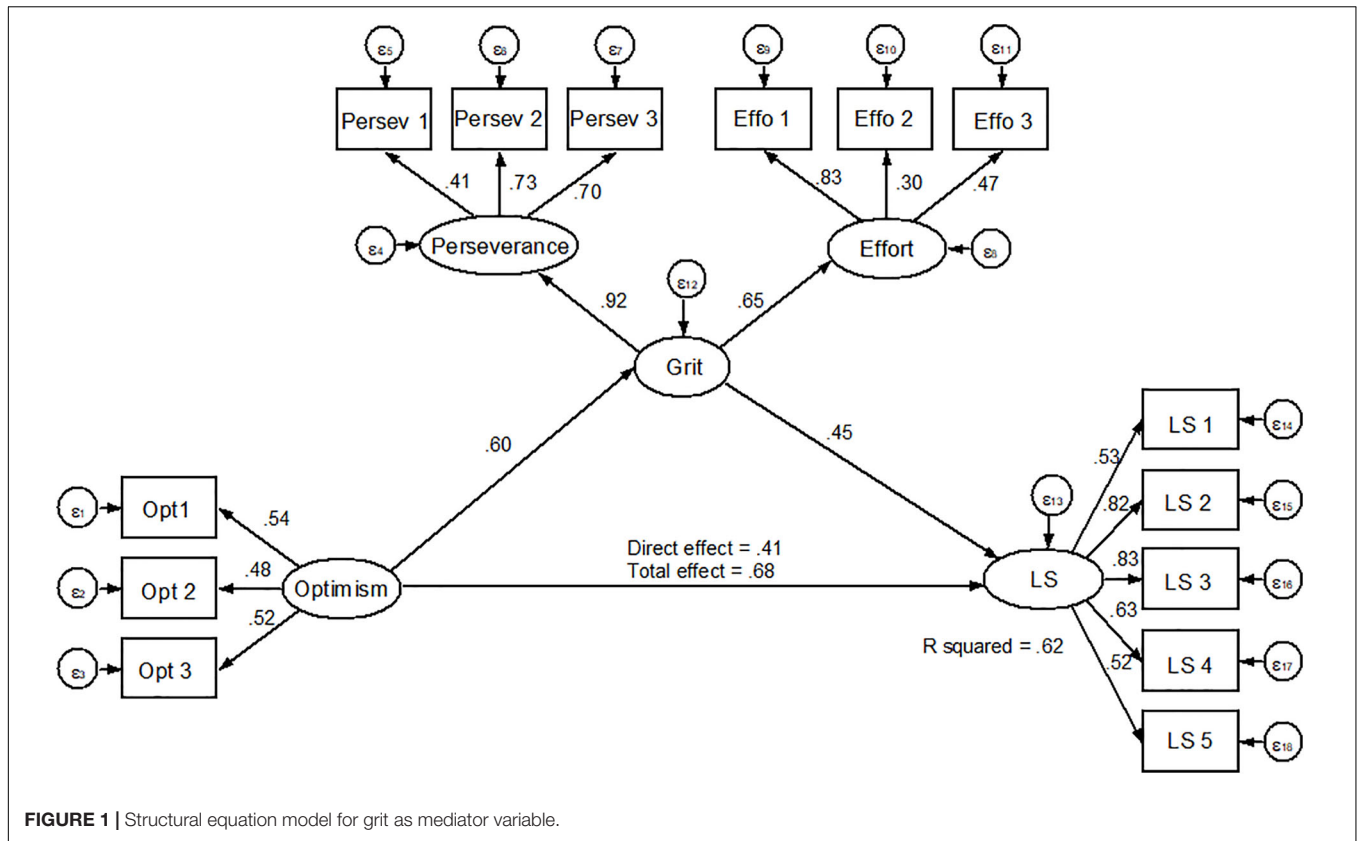 ε5 ε6 ε7 ε9 ε10 ε11
Persev 1 Persev 2 Persev 3 Effo 1 Effo 2 Effo 3
.41 .73 .70 .83 .30 .47
ε4 Perseverance Effort ε8
.92 ε12 .65
Grit
.60 .45
LS 1 ε14
.53
ε1 Opt1 .54
ε13 .82 LS 2 ε15
Direct effect = .41
Total effect = .68
ε2 Opt 2 .48 Optimism LS .83 LS 3 ε16
.52 .63
ε3 Opt 3
R squared = .62 .52 LS 4 ε17
LS 5 ε18
FIGURE 1 | Structural equation model for grit as mediator variable.